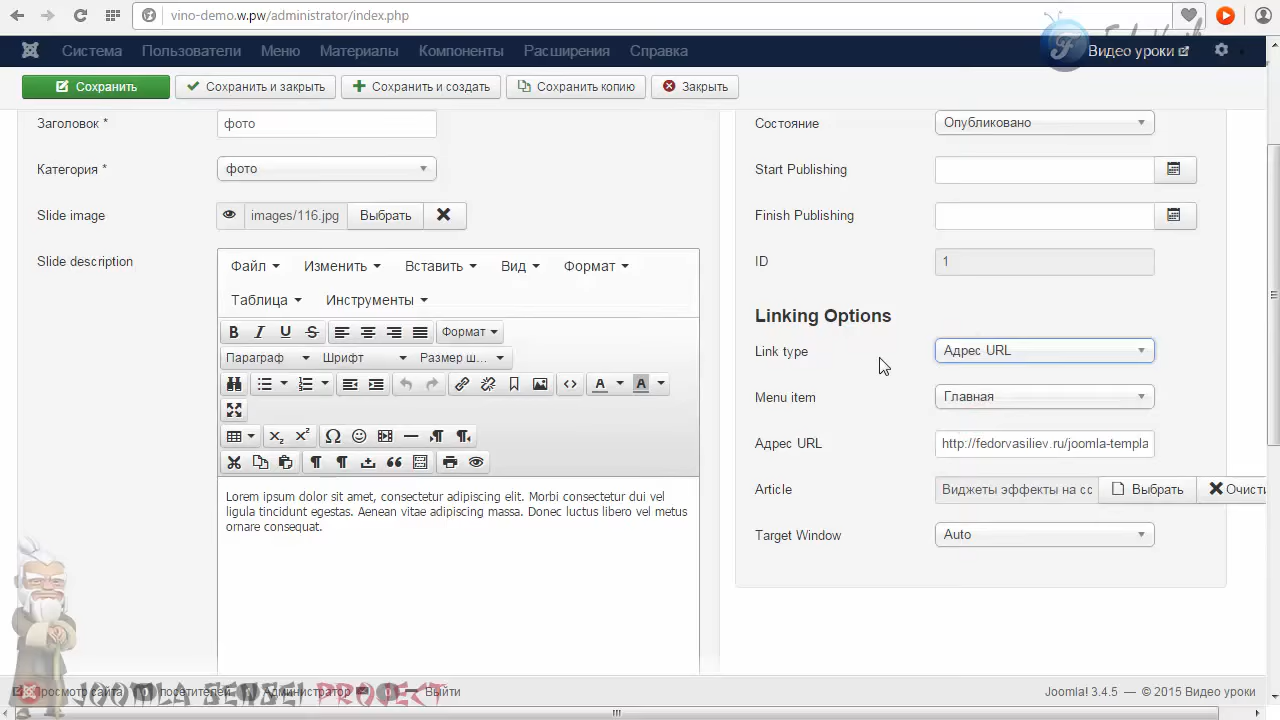 vino-demo.w.pw/administrator/index.php
Система Пользователи Меню Материалы Компоненты Расширения Справка Видео уроки
Сохранить Сохранить и закрыть Сохранить и создать Сохранить копию Закрыть
Заголовок * фото
Категория * фото
Slide image images/116.jpg Выбрать
Slide description
Файл Изменить Вставить Вид Формат
Таблица Инструменты
Формат
Параграф Шрифт Размер ш...
Lorem ipsum dolor sit amet, consectetur adipiscing elit. Morbi consectetur dui vel
ligula tincidunt egestas. Aenean vitae adipiscing massa. Donec luctus libero vel metus
ornare consequat.
Состояние Опубликовано
Start Publishing
Finish Publishing
ID 1
Linking Options
Link type Адрес URL
Menu item Главная
Адрес URL http://fedorvasiliev.ru/joomla-templa
Article Виджеты эффекты на сс Выбрать Очисти
Target Window Auto
Просмотр сайта посетителей Администратор Выйти
JOOMLA SENSEI PROJECT
Joomla! 3.4.5 — © 2015 Видео уроки